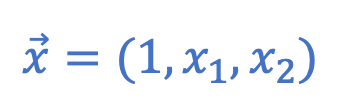 x⃗ = (1, x₁, x₂)